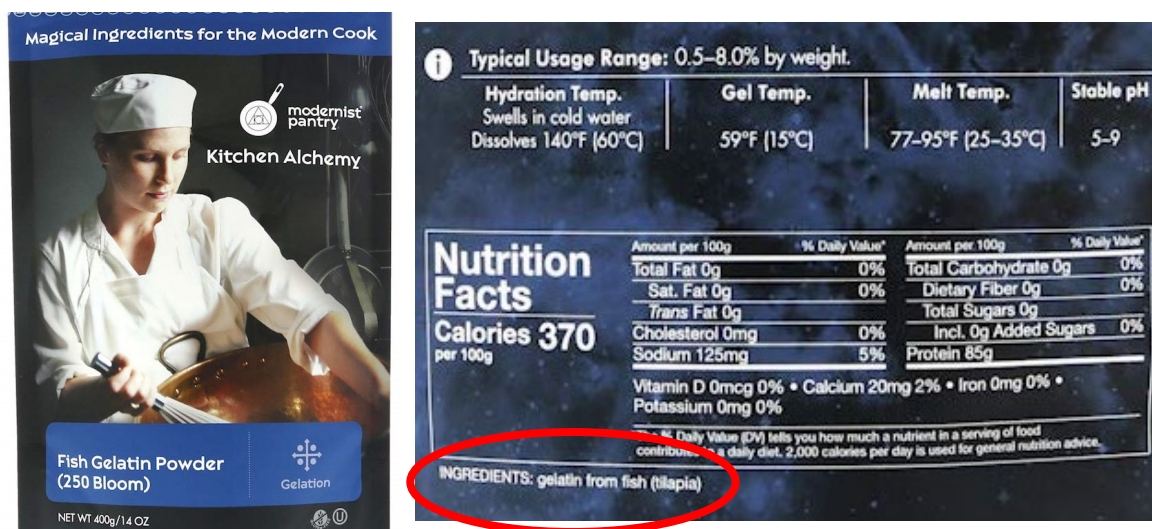 Magical Ingredients for the Modern Cook
modernist
pantry
Kitchen Alchemy
Fish Gelatin Powder
(250 Bloom)
Gelation
NET WT 400g/14 OZ
U
i Typical Usage Range: 0.5–8.0% by weight.
Hydration Temp. Gel Temp. Melt Temp. Stable pH
Swells in cold water
Dissolves 140°F (60°C) 59°F (15°C) 77–95°F (25–35°C) 5–9
Nutrition
Facts
Calories 370
per 100g
Amount per 100g % Daily Value*
Total Fat 0g 0%
Sat. Fat 0g 0%
Trans Fat 0g
Cholesterol 0mg 0%
Sodium 125mg 5%
Amount per 100g % Daily Value*
Total Carbohydrate 0g 0%
Dietary Fiber 0g 0%
Total Sugars 0g
Incl. 0g Added Sugars 0%
Protein 85g
Vitamin D 0mcg 0% • Calcium 20mg 2% • Iron 0mg 0% •
Potassium 0mg 0%
% Daily Value (DV) tells you how much a nutrient in a serving of food
a daily diet. 2,000 calories per day is used for general nutrition advice.
INGREDIENTS: gelatin from fish (tilapia)